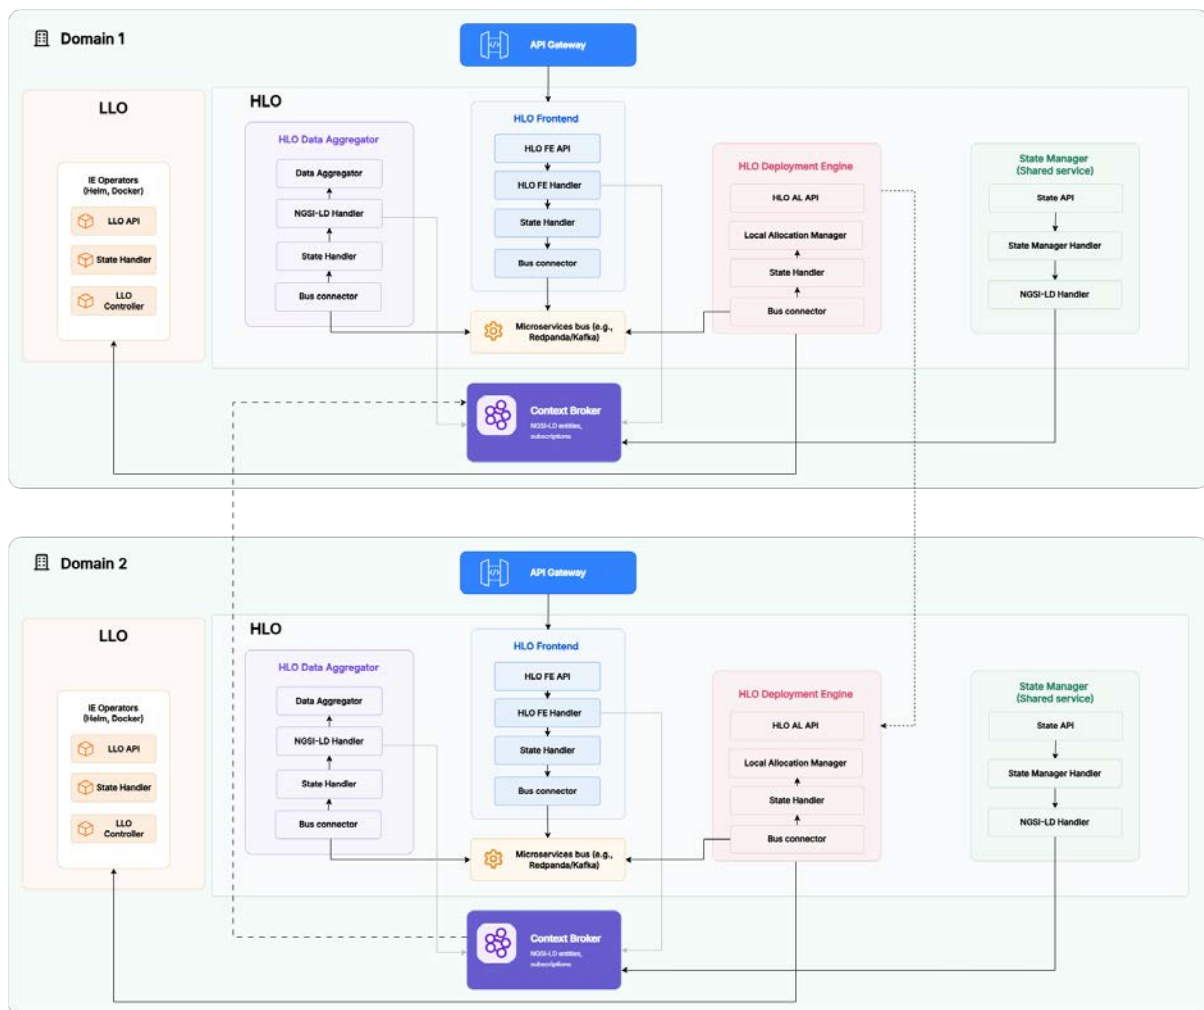 Domain 1
API Gateway
LLO
IE Operators
(Helm, Docker)
LLO API
State Handler
LLO
Controller
HLO
HLO Data Aggregator
Data Aggregator
NGSI-LD Handler
State Handler
Bus connector
HLO Frontend
HLO FE API
HLO FE Handler
State Handler
Bus connector
Microservices bus (e.g.,
Redpanda/Kafka)
HLO Deployment Engine
HLO AL API
Local Allocation Manager
State Handler
Bus connector
State Manager
(Shared service)
State API
State Manager Handler
NGSI-LD Handler
Context Broker
NGSI-LD entities,
subscriptions
Domain 2
API Gateway
LLO
IE Operators
(Helm, Docker)
LLO API
State Handler
LLO
Controller
HLO
HLO Data Aggregator
Data Aggregator
NGSI-LD Handler
State Handler
Bus connector
HLO Frontend
HLO FE API
HLO FE Handler
State Handler
Bus connector
Microservices bus (e.g.,
Redpanda/Kafka)
HLO Deployment Engine
HLO AL API
Local Allocation Manager
State Handler
Bus connector
State Manager
(Shared service)
State API
State Manager Handler
NGSI-LD Handler
Context Broker
NGSI-LD entities,
subscriptions